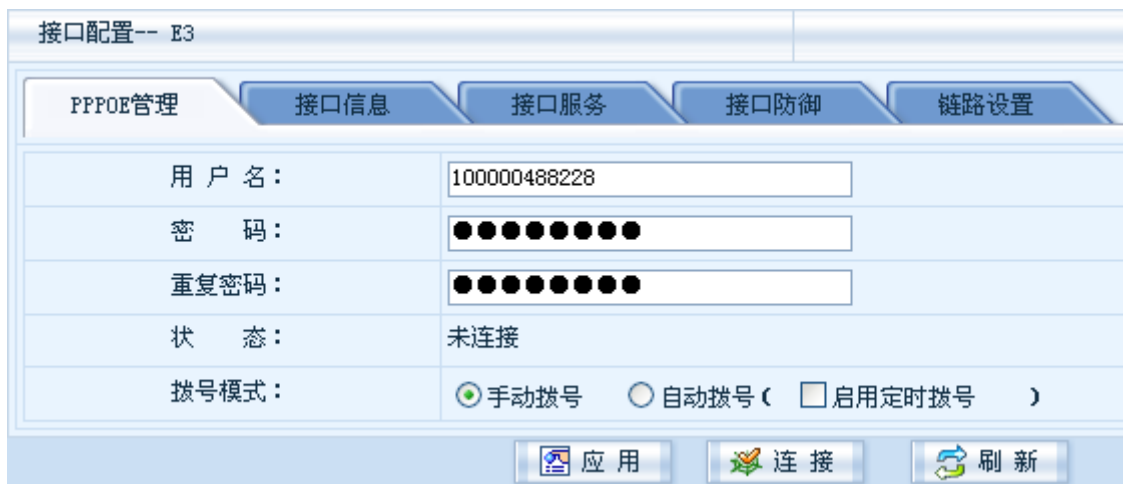 接口配置-- E3
PPPOE管理 接口信息 接口服务 接口防御 链路设置
用 户 名： 100000488228
密 码： ●●●●●●●●
重复密码： ●●●●●●●●
状 态： 未连接
拨号模式： 手动拨号 自动拨号( 启用定时拨号 )
应 用 连 接 刷 新